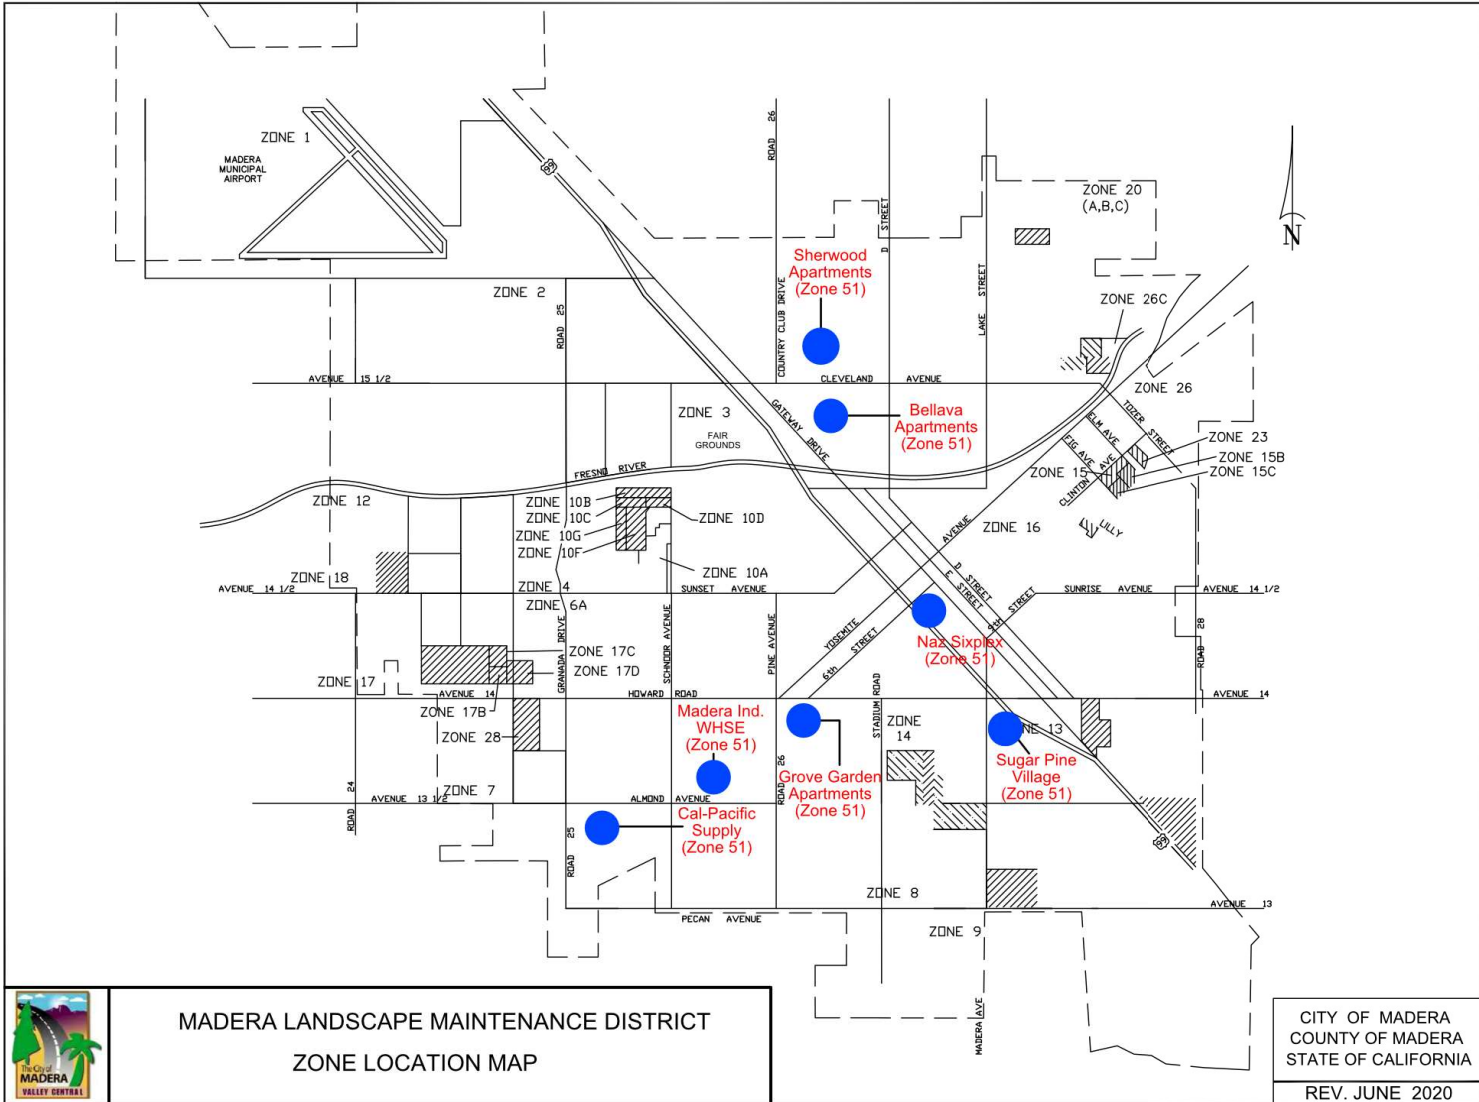 ZONE 1
MADERA
MUNICIPAL
AIRPORT
99
ROAD 26
ZONE 20
(A,B,C)
D STREET
N
Sherwood
Apartments
(Zone 51)
COUNTRY CLUB DRIVE
LAKE STREET
ZONE 2
ROAD 25
ZONE 26C
AVENUE 15 1/2
CLEVELAND AVENUE
ZONE 26
GATEWAY DRIVE
ZONE 3
FAIR
GROUNDS
Bellava
Apartments
(Zone 51)
ELM AVE
TOZER STREET
FIG AVE
CLINTON AVE
ZONE 23
ZONE 15B
ZONE 15
ZONE 15C
FRESNO RIVER
ZONE 12
ZONE 10B
ZONE 10C
ZONE 10D
ZONE 10G
ZONE 10F
ZONE 10A
ZONE 16
LILLY
AVENUE
ZONE 18
AVENUE 14 1/2
ZONE 4
SUNSET AVENUE
D STREET
E STREET
9th STREET
SUNRISE AVENUE
AVENUE 14 1/2
ZONE 6A
GRANADA DRIVE
SCHNOOR AVENUE
PINE AVENUE
YOSEMITE
6th STREET
Naz Sixplex
(Zone 51)
ROAD 28
ZONE 17C
ZONE 17D
ZONE 17
AVENUE 14
HOWARD ROAD
AVENUE 14
ZONE 17B
ZONE 28
Madera Ind.
WHSE
(Zone 51)
STADIUM ROAD
ZONE
14
NE 13
Sugar Pine
Village
(Zone 51)
Grove Garden
Apartments
(Zone 51)
ROAD 26
ROAD 24
ZONE 7
AVENUE 13 1/2
ALMOND AVENUE
Cal-Pacific
Supply
(Zone 51)
ROAD 25
99
ZONE 8
AVENUE 13
PECAN AVENUE
ZONE 9
MADERA AVE
The City of
MADERA
VALLEY CENTRAL
MADERA LANDSCAPE MAINTENANCE DISTRICT
ZONE LOCATION MAP
CITY OF MADERA
COUNTY OF MADERA
STATE OF CALIFORNIA
REV. JUNE 2020